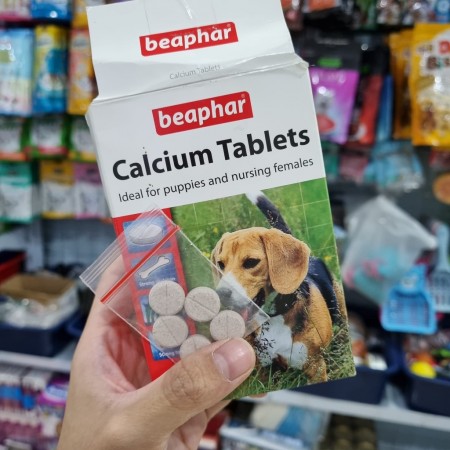 beaphar
Calcium Tablets
beaphar
Calcium Tablets
Ideal for puppies and nursing females